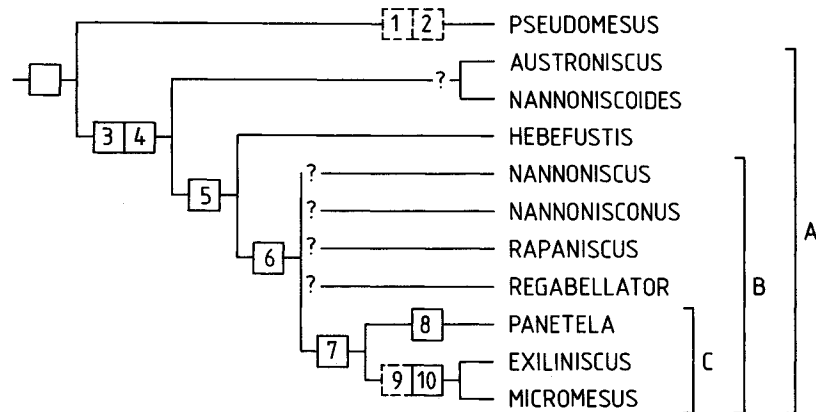 1 2 PSEUDOMESUS
AUSTRONISCUS
?
NANNONISCOIDES
3 4 HEBEFUSTIS
? NANNONISCUS
5
? NANNONISCONUS
A
? RAPANISCUS
6
? REGABELLATOR
B
8 PANETELA
7
EXILINISCUS
C
9 10
MICROMESUS